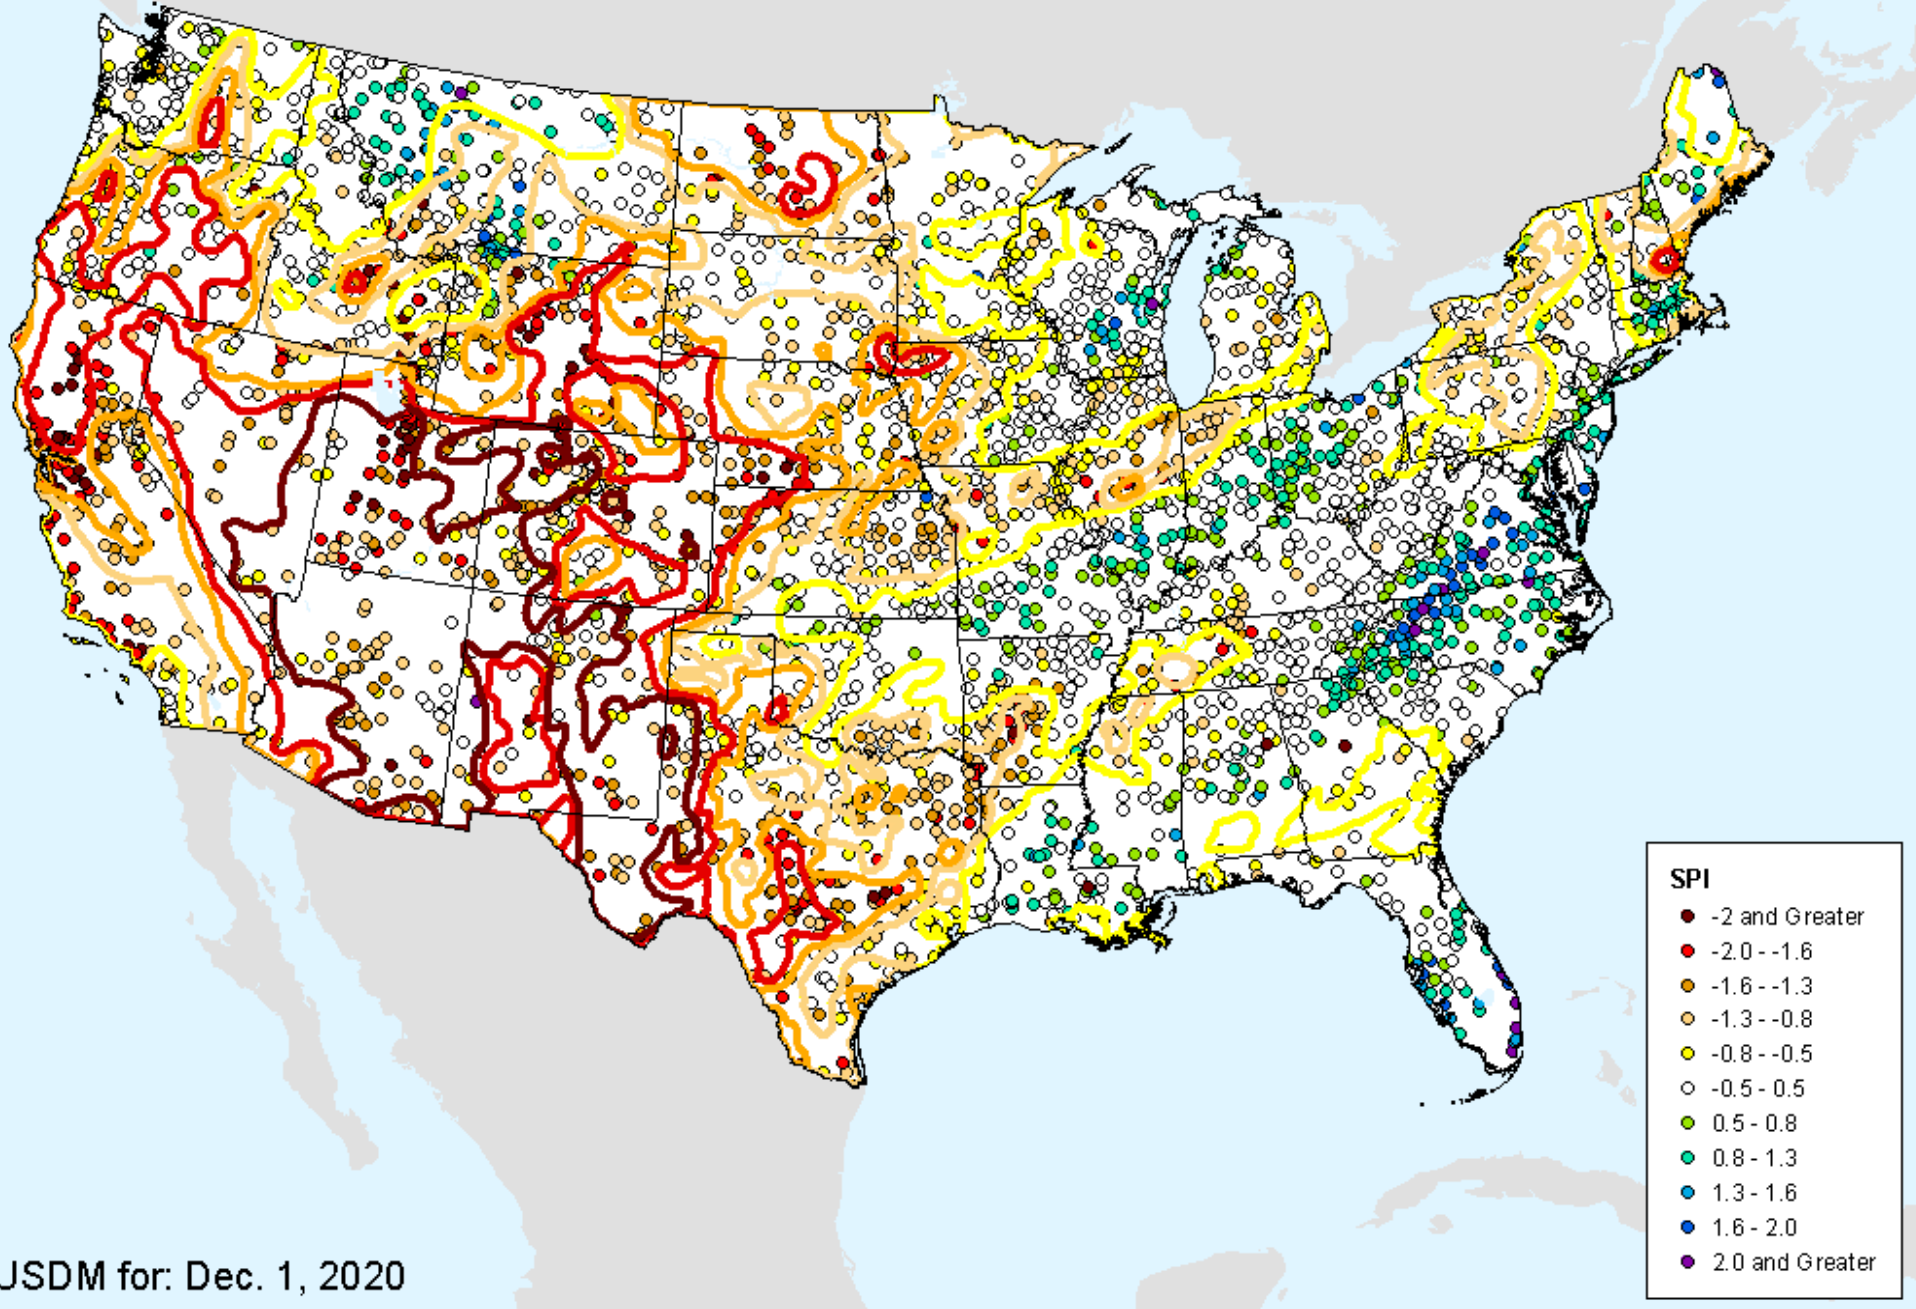 SPI
-2 and Greater
-2.0 - -1.6
-1.6 - -1.3
-1.3 - -0.8
-0.8 - -0.5
-0.5 - 0.5
0.5 - 0.8
0.8 - 1.3
1.3 - 1.6
1.6 - 2.0
2.0 and Greater
USDM for: Dec. 1, 2020